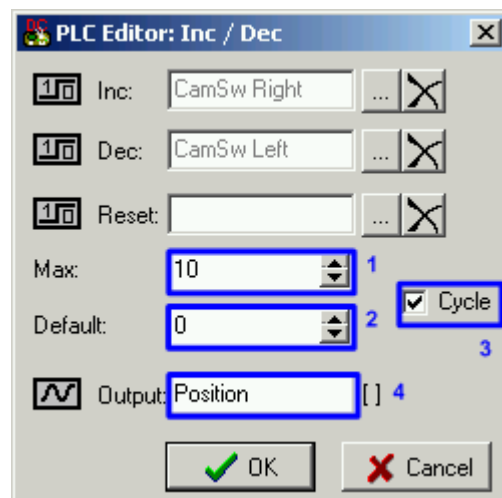 PLC Editor: Inc / Dec
Inc: CamSw Right ...
Dec: CamSw Left ...
Reset: ...
Max: 10 1
Default: 0 2
Cycle
3
Output: Position [ ] 4
OK Cancel